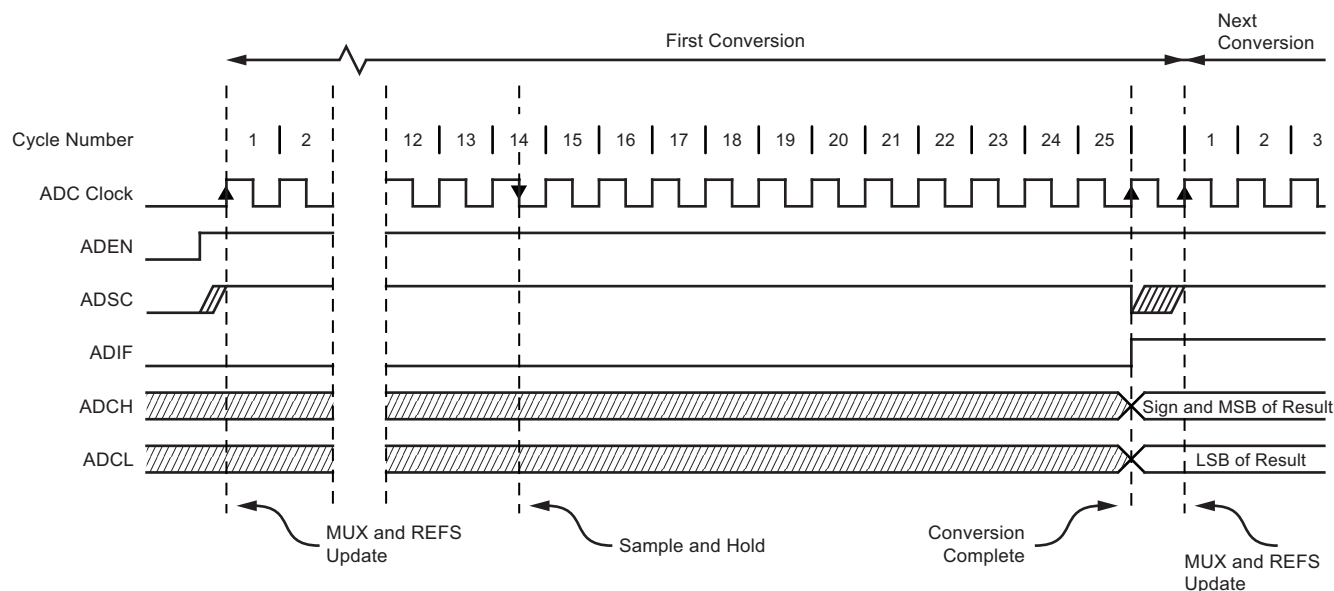 First Conversion
Next
Conversion
Cycle Number
1 2 12 13 14 15 16 17 18 19 20 21 22 23 24 25 1 2 3
ADC Clock
ADEN
ADSC
ADIF
ADCH
Sign and MSB of Result
ADCL
LSB of Result
MUX and REFS
Update
Sample and Hold
Conversion
Complete
MUX and REFS
Update